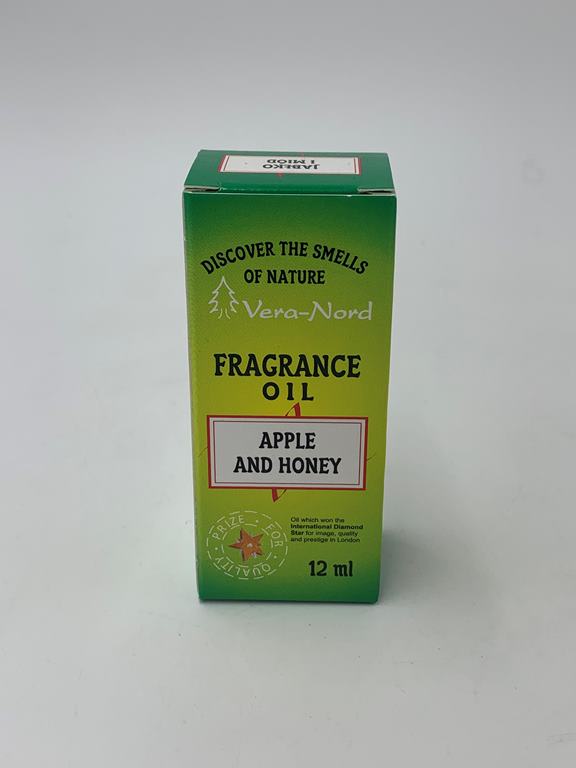 JABŁKO
I MIÓD
DISCOVER THE SMELLS
OF NATURE
Vera-Nord
FRAGRANCE
OIL
APPLE
AND HONEY
PRIZE · FOR · QUALITY
Oil which won the
International Diamond
Star for image, quality
and prestige in London
12 ml